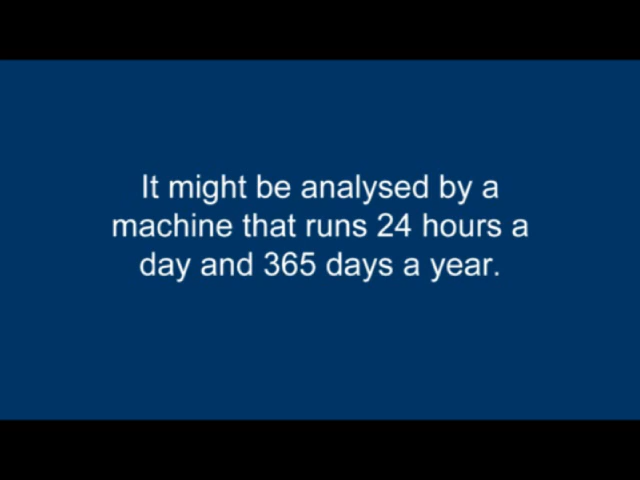 It might be analysed by a
machine that runs 24 hours a
day and 365 days a year.